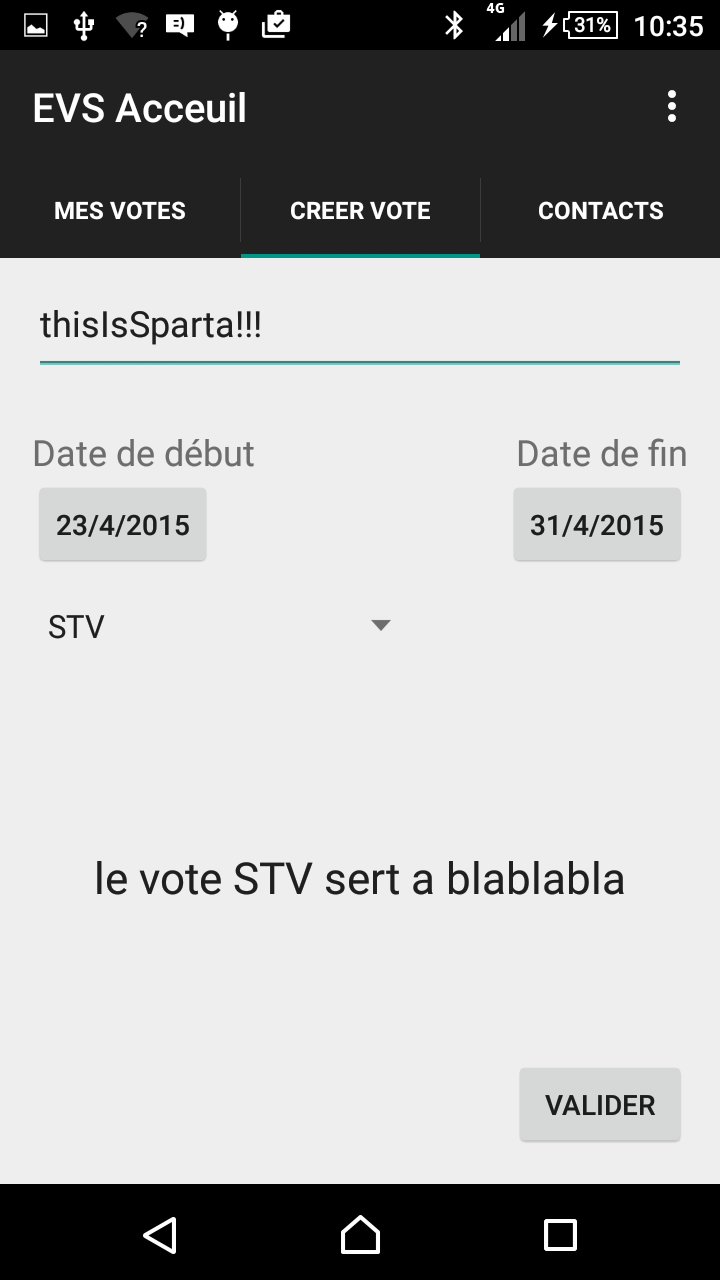 4G 31% 10:35
EVS Acceuil
MES VOTES CREER VOTE CONTACTS
thisIsSparta!!!
Date de début Date de fin
23/4/2015 31/4/2015
STV
le vote STV sert a blablabla
VALIDER